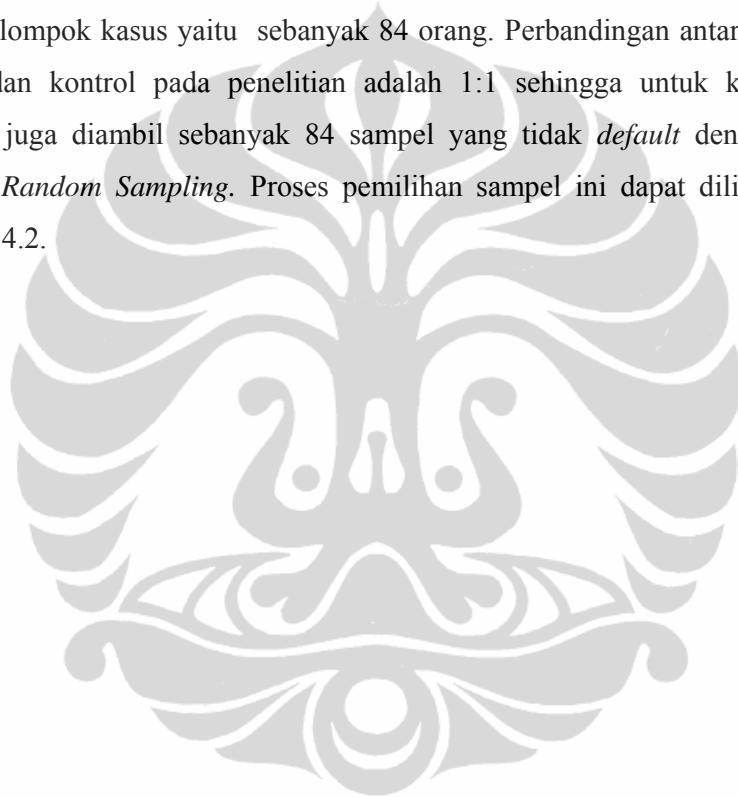 lompok kasus yaitu sebanyak 84 orang. Perbandingan antar
dan kontrol pada penelitian adalah 1:1 sehingga untuk k
juga diambil sebanyak 84 sampel yang tidak default den
Random Sampling. Proses pemilihan sampel ini dapat dili
4.2.